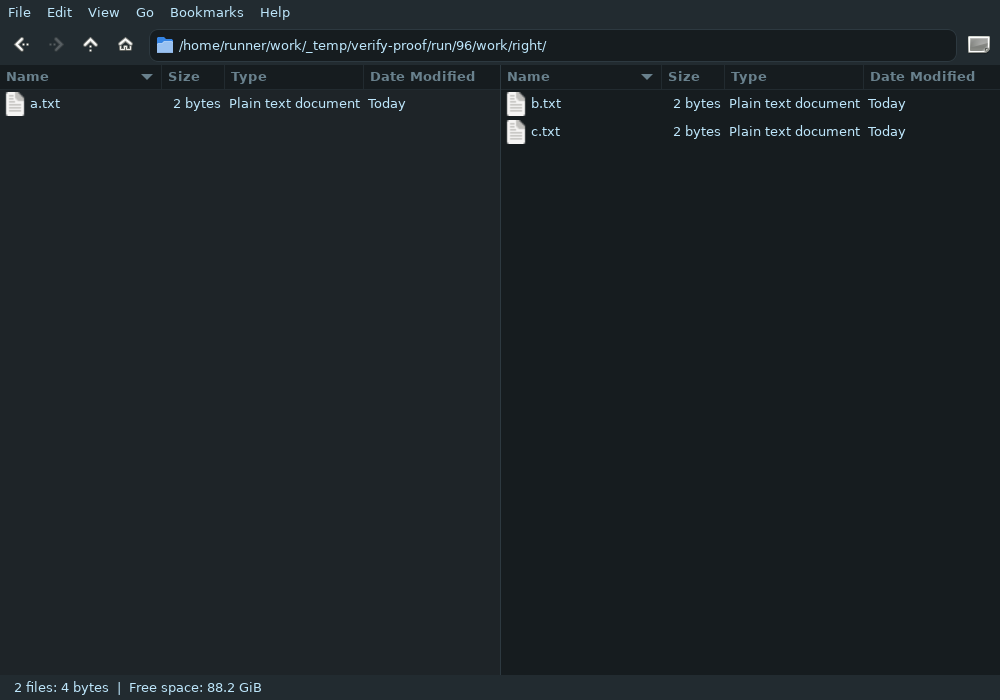 File Edit View Go Bookmarks Help
/home/runner/work/_temp/verify-proof/run/96/work/right/
Name Size Type Date Modified
a.txt 2 bytes Plain text document Today
Name Size Type Date Modified
b.txt 2 bytes Plain text document Today
c.txt 2 bytes Plain text document Today
2 files: 4 bytes | Free space: 88.2 GiB